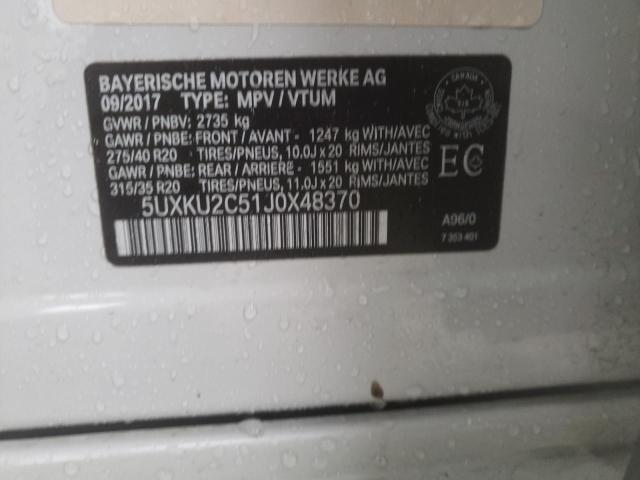 BAYERISCHE MOTOREN WERKE AG
09/2017 TYPE: MPV / VTUM
GVWR / PNBV: 2735 kg
GAWR / PNBE: FRONT / AVANT - 1247 kg WITH/AVEC
275/40 R20 TIRES/PNEUS, 10.0J x 20 RIMS/JANTES
GAWR / PNBE: REAR / ARRIERE - 1551 kg WITH/AVEC
315/35 R20 TIRES/PNEUS, 11.0J x 20 RIMS/JANTES
5UXKU2C51J0X48370
CANADA
EC
A96/0
7 353 401